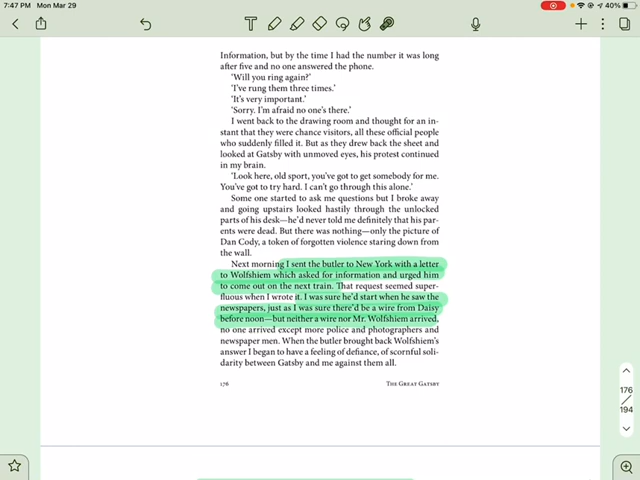 7:47 PM Mon Mar 29
40%
Information, but by the time I had the number it was long
after five and no one answered the phone.
'Will you ring again?'
'I've rung them three times.'
'It's very important.'
'Sorry. I'm afraid no one's there.'
I went back to the drawing room and thought for an in-
stant that they were chance visitors, all these official people
who suddenly filled it. But as they drew back the sheet and
looked at Gatsby with unmoved eyes, his protest continued
in my brain.
'Look here, old sport, you've got to get somebody for me.
You've got to try hard. I can't go through this alone.'
Some one started to ask me questions but I broke away
and going upstairs looked hastily through the unlocked
parts of his desk—he'd never told me definitely that his par-
ents were dead. But there was nothing—only the picture of
Dan Cody, a token of forgotten violence staring down from
the wall.
Next morning I sent the butler to New York with a letter
to Wolfshiem which asked for information and urged him
to come out on the next train. That request seemed super-
fluous when I wrote it. I was sure he'd start when he saw the
newspapers, just as I was sure there'd be a wire from Daisy
before noon—but neither a wire nor Mr. Wolfshiem arrived,
no one arrived except more police and photographers and
newspaper men. When the butler brought back Wolfshiem's
answer I began to have a feeling of defiance, of scornful soli-
darity between Gatsby and me against them all.
176
The Great Gatsby
176
194